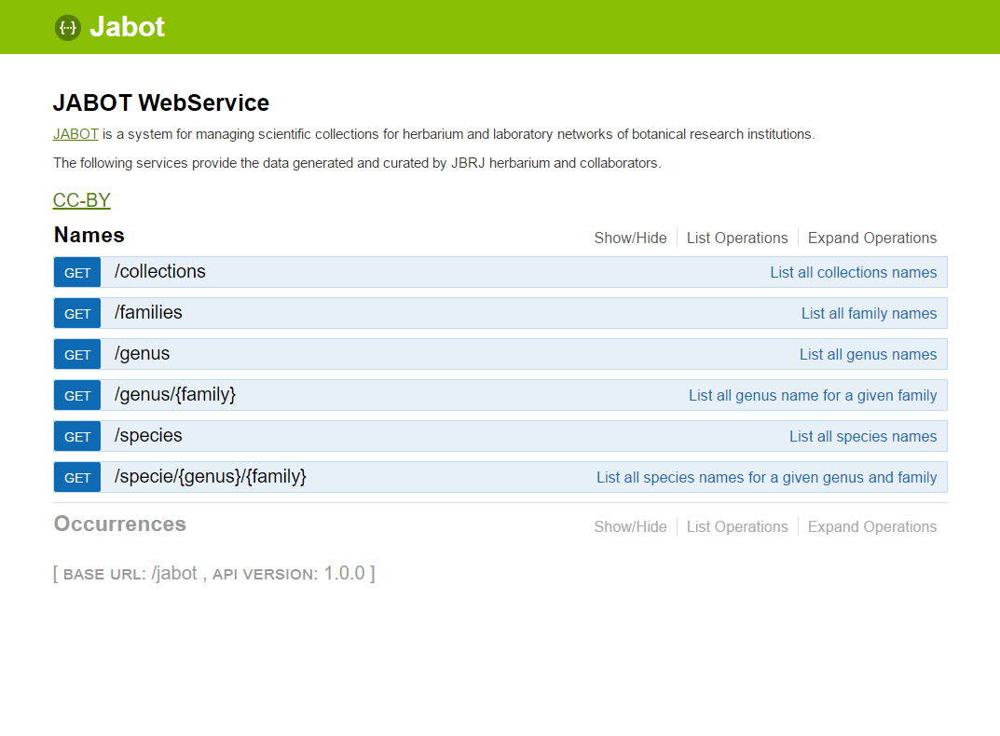 {··} Jabot
JABOT WebService
JABOT is a system for managing scientific collections for herbarium and laboratory networks of botanical research institutions.
The following services provide the data generated and curated by JBRJ herbarium and collaborators.
CC-BY
Names Show/Hide List Operations Expand Operations
GET /collections List all collections names
GET /families List all family names
GET /genus List all genus names
GET /genus/{family} List all genus name for a given family
GET /species List all species names
GET /specie/{genus}/{family} List all species names for a given genus and family
Occurrences Show/Hide List Operations Expand Operations
[ BASE URL: /jabot , API VERSION: 1.0.0 ]